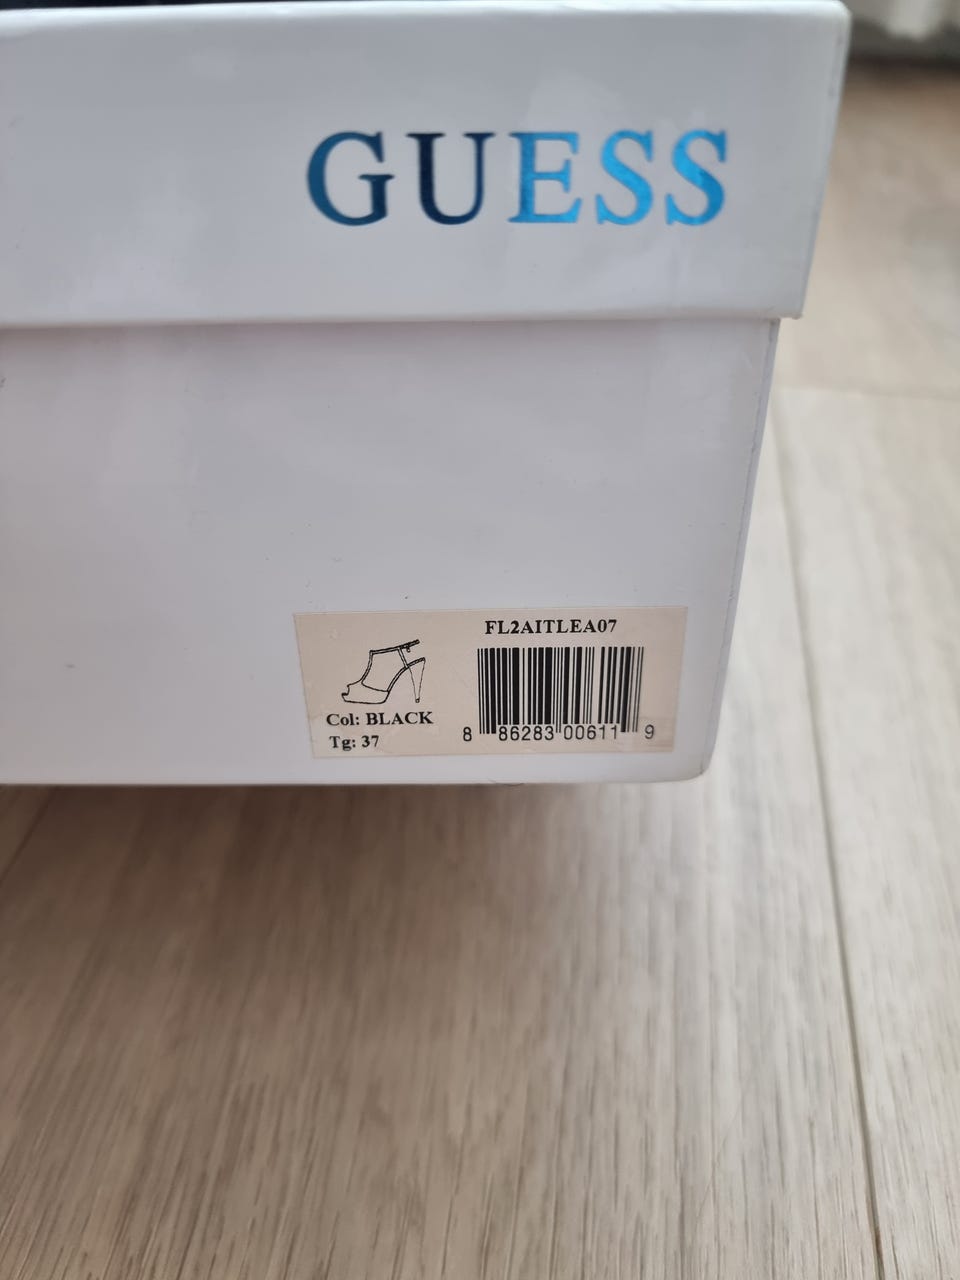 GUESS
FL2AITLEA07
Col: BLACK
Tg: 37
8 86283 00611 9